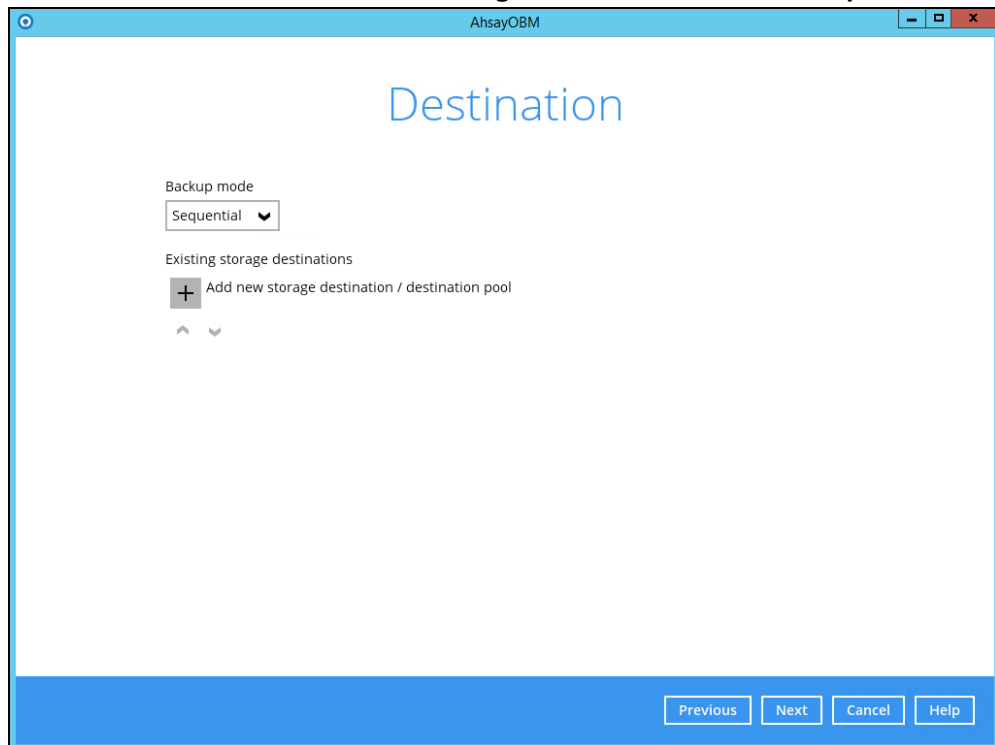 AhsayOBM
Destination
Backup mode
Sequential
Existing storage destinations
Add new storage destination / destination pool
Previous Next Cancel Help